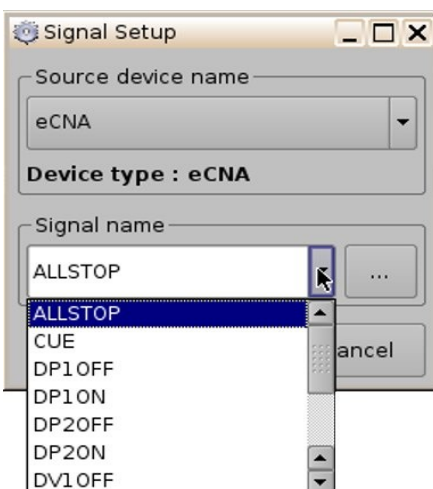 Signal Setup
Source device name
eCNA
Device type : eCNA
Signal name
ALLSTOP
...
ALLSTOP
CUE
DP1OFF
ancel
DP1ON
DP2OFF
DP2ON
DV1OFF